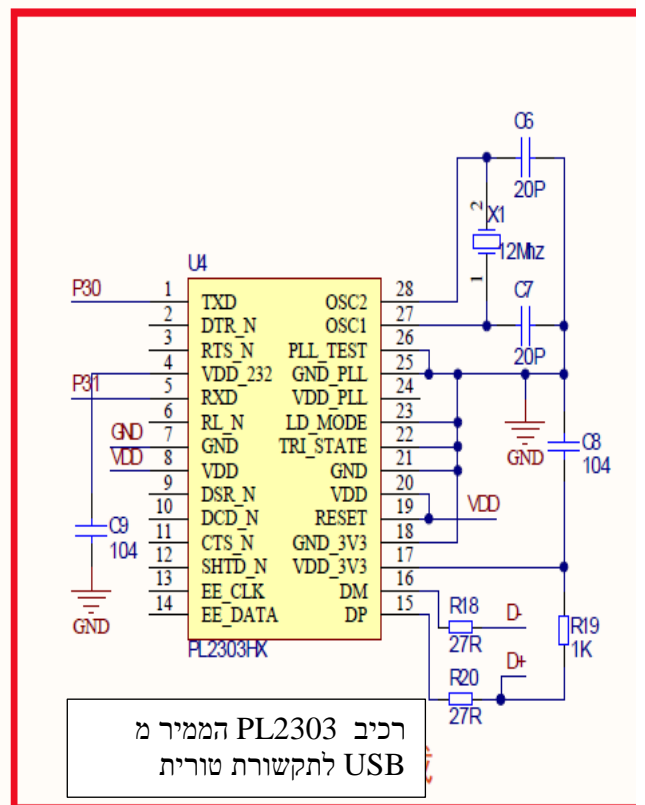 C6
20P
2
X1
12Mhz
1
C7
20P
U4
P30
1 TXD OSC2 28
2 DTR_N OSC1 27
3 RTS_N PLL_TEST 26
4 VDD_232 GND_PLL 25
P31 5 RXD VDD_PLL 24
6 RL_N LD_MODE 23
GND 7 GND TRI_STATE 22
VDD 8 VDD GND 21
9 DSR_N VDD 20
10 DCD_N RESET 19 VDD
11 CTS_N GND_3V3 18
12 SHTD_N VDD_3V3 17
13 EE_CLK DM 16
14 EE_DATA DP 15
PL2303HX
GND
C8
104
C9
104
GND
R18
27R
D-
R19
1K
D+
R20
27R
רכיב PL2303 הממיר מ
USB לתקשורת טורית